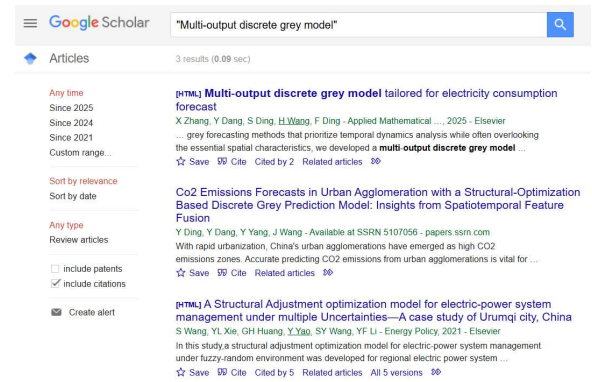 Google Scholar
"Multi-output discrete grey model"
Articles
3 results (0.09 sec)
Any time
Since 2025
Since 2024
Since 2021
Custom range...
Sort by relevance
Sort by date
Any type
Review articles
include patents
include citations
Create alert
[HTML] Multi-output discrete grey model tailored for electricity consumption
forecast
X Zhang, Y Dang, S Ding, H Wang, F Ding - Applied Mathematical …, 2025 - Elsevier
… grey forecasting methods that prioritize temporal dynamics analysis while often overlooking
the essential spatial characteristics, we developed a multi-output discrete grey model …
Save Cite Cited by 2 Related articles
Co2 Emissions Forecasts in Urban Agglomeration with a Structural-Optimization
Based Discrete Grey Prediction Model: Insights from Spatiotemporal Feature
Fusion
Y Ding, Y Dang, Y Yang, J Wang - Available at SSRN 5107056 - papers.ssrn.com
With rapid urbanization, China's urban agglomerations have emerged as high CO2
emissions zones. Accurate predicting CO2 emissions from urban agglomerations is vital for …
Save Cite Related articles
[HTML] A Structural Adjustment optimization model for electric-power system
management under multiple Uncertainties—A case study of Urumqi city, China
S Wang, YL Xie, GH Huang, Y Yao, SY Wang, YF Li - Energy Policy, 2021 - Elsevier
In this study,a structural adjustment optimization model for electric-power system management
under fuzzy-random environment was developed for regional electric power system …
Save Cite Cited by 5 Related articles All 5 versions